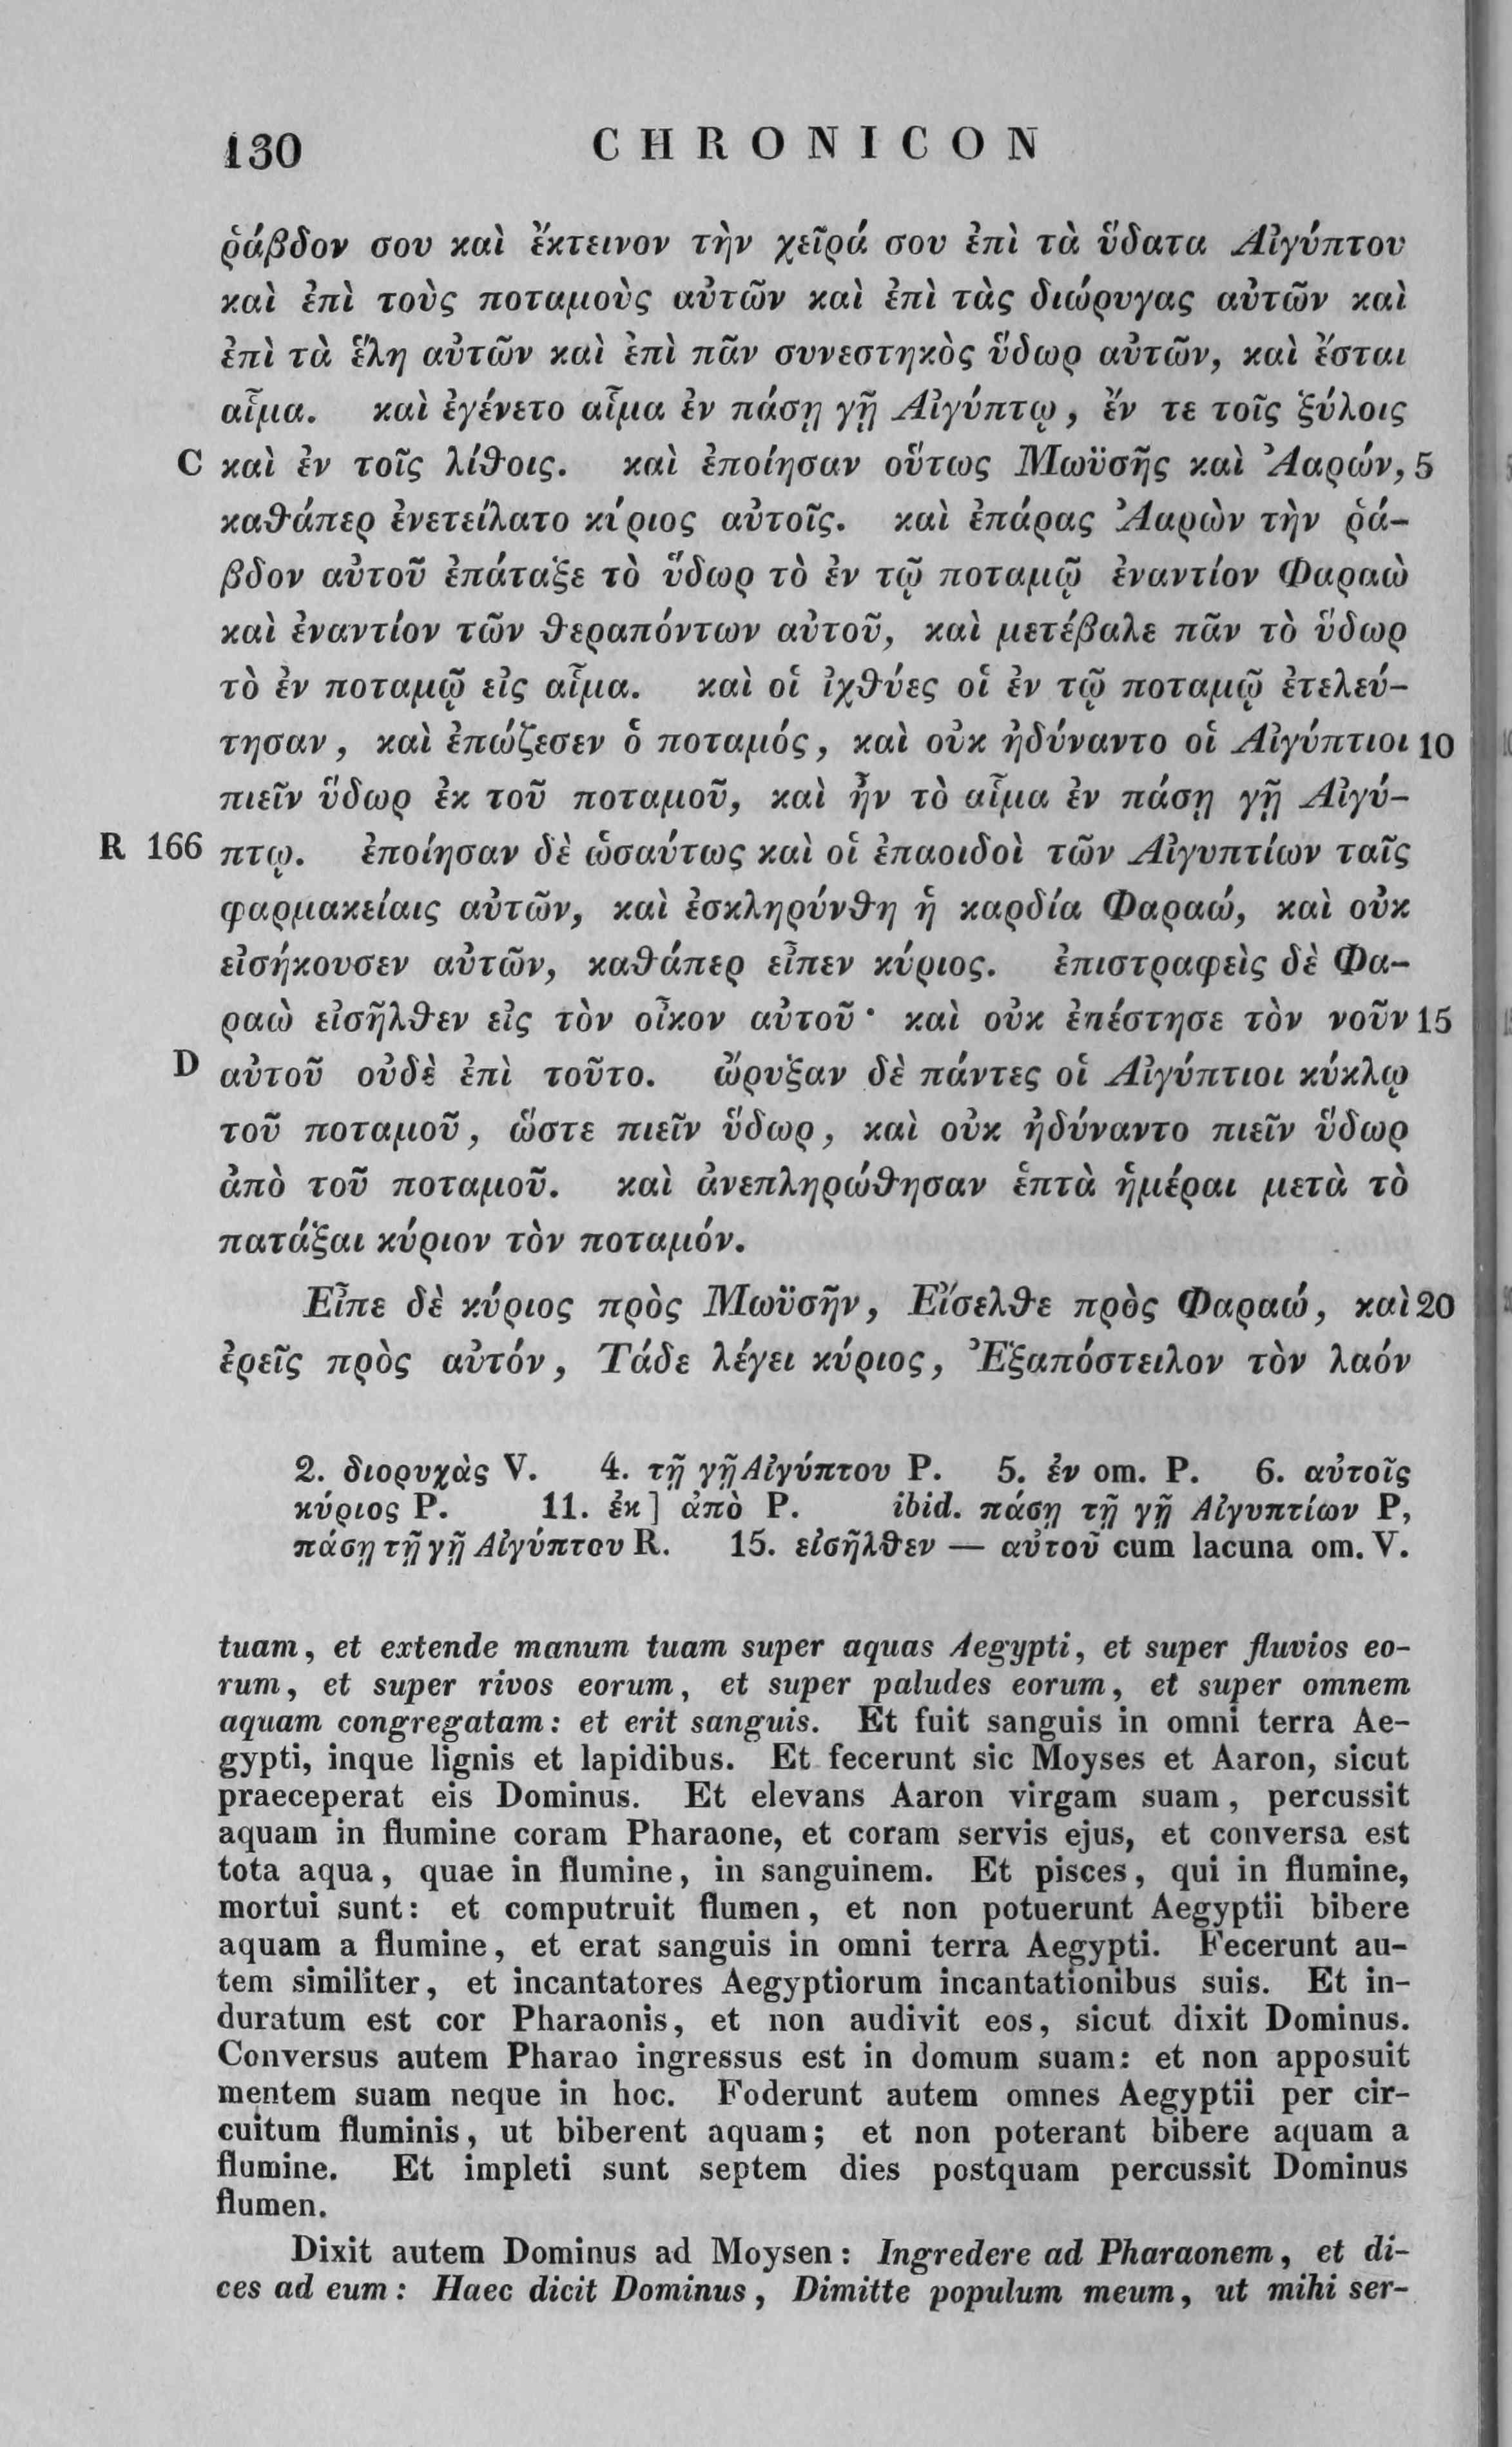 130 CHRONICON
ῥάβδον σου καὶ ἔκτεινον τὴν χεῖρά σου ἐπὶ τὰ ὕδατα Αἰγύπτου
καὶ ἐπὶ τοὺς ποταμοὺς αὐτῶν καὶ ἐπὶ τὰς διώρυγας αὐτῶν καὶ
ἐπὶ τὰ ἕλη αὐτῶν καὶ ἐπὶ πᾶν συνεστηκὸς ὕδωρ αὐτῶν, καὶ ἔσται
αἷμα. καὶ ἐγένετο αἷμα ἐν πάσῃ γῇ Αἰγύπτῳ, ἔν τε τοῖς ξύλοις
C καὶ ἐν τοῖς λίθοις. καὶ ἐποίησαν οὕτως Μωϋσῆς καὶ Ἀαρών, 5
καθάπερ ἐνετείλατο κύριος αὐτοῖς. καὶ ἐπάρας Ἀαρὼν τὴν ῥά-
βδον αὐτοῦ ἐπάταξε τὸ ὕδωρ τὸ ἐν τῷ ποταμῷ ἐναντίον Φαραὼ
καὶ ἐναντίον τῶν θεραπόντων αὐτοῦ, καὶ μετέβαλε πᾶν τὸ ὕδωρ
τὸ ἐν ποταμῷ εἰς αἷμα. καὶ οἱ ἰχθύες οἱ ἐν τῷ ποταμῷ ἐτελεύ-
τησαν, καὶ ἐπώζεσεν ὁ ποταμός, καὶ οὐκ ἠδύναντο οἱ Αἰγύπτιοι 10
πιεῖν ὕδωρ ἐκ τοῦ ποταμοῦ, καὶ ἦν τὸ αἷμα ἐν πάσῃ γῇ Αἰγύ-
R 166 πτῳ. ἐποίησαν δὲ ὡσαύτως καὶ οἱ ἐπαοιδοὶ τῶν Αἰγυπτίων ταῖς
φαρμακείαις αὐτῶν, καὶ ἐσκληρύνθη ἡ καρδία Φαραώ, καὶ οὐκ
εἰσήκουσεν αὐτῶν, καθάπερ εἶπεν κύριος. ἐπιστραφεὶς δὲ Φα-
ραὼ εἰσῆλθεν εἰς τὸν οἶκον αὐτοῦ· καὶ οὐκ ἐπέστησε τὸν νοῦν 15
D αὐτοῦ οὐδὲ ἐπὶ τοῦτο. ὤρυξαν δὲ πάντες οἱ Αἰγύπτιοι κύκλῳ
τοῦ ποταμοῦ, ὥστε πιεῖν ὕδωρ, καὶ οὐκ ἠδύναντο πιεῖν ὕδωρ
ἀπὸ τοῦ ποταμοῦ. καὶ ἀνεπληρώθησαν ἑπτὰ ἡμέραι μετὰ τὸ
πατάξαι κύριον τὸν ποταμόν.
Εἶπε δὲ κύριος πρὸς Μωϋσῆν, Εἴσελθε πρὸς Φαραώ, καὶ 20
ἐρεῖς πρὸς αὐτόν, Τάδε λέγει κύριος, Ἐξαπόστειλον τὸν λαόν
2. διορυχὰς V. 4. τῇ γῇ Αἰγύπτου P. 5. ἐν om. P. 6. αὐτοῖς
κύριος P. 11. ἐκ] ἀπὸ P. ibid. πάσῃ τῇ γῇ Αἰγυπτίων P,
πάσῃ τῇ γῇ Αἰγύπτου R. 15. εἰσῆλθεν — αὐτοῦ cum lacuna om. V.
tuam, et extende manum tuam super aquas Aegypti, et super fluvios eo-
rum, et super rivos eorum, et super paludes eorum, et super omnem
aquam congregatam: et erit sanguis. Et fuit sanguis in omni terra Ae-
gypti, inque lignis et lapidibus. Et fecerunt sic Moyses et Aaron, sicut
praeceperat eis Dominus. Et elevans Aaron virgam suam, percussit
aquam in flumine coram Pharaone, et coram servis ejus, et conversa est
tota aqua, quae in flumine, in sanguinem. Et pisces, qui in flumine,
mortui sunt: et computruit flumen, et non potuerunt Aegyptii bibere
aquam a flumine, et erat sanguis in omni terra Aegypti. Fecerunt au-
tem similiter, et incantatores Aegyptiorum incantationibus suis. Et in-
duratum est cor Pharaonis, et non audivit eos, sicut dixit Dominus.
Conversus autem Pharao ingressus est in domum suam: et non apposuit
mentem suam neque in hoc. Foderunt autem omnes Aegyptii per cir-
cuitum fluminis, ut biberent aquam; et non poterant bibere aquam a
flumine. Et impleti sunt septem dies postquam percussit Dominus
flumen.
Dixit autem Dominus ad Moysen: Ingredere ad Pharaonem, et di-
ces ad eum: Haec dicit Dominus, Dimitte populum meum, ut mihi ser-